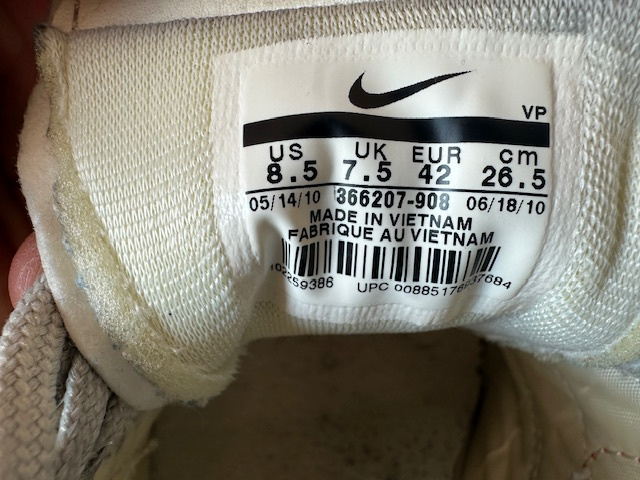 VP
US UK EUR cm
8.5 7.5 42 26.5
05/14/10 366207-908 06/18/10
MADE IN VIETNAM
FABRIQUE AU VIETNAM
UPC